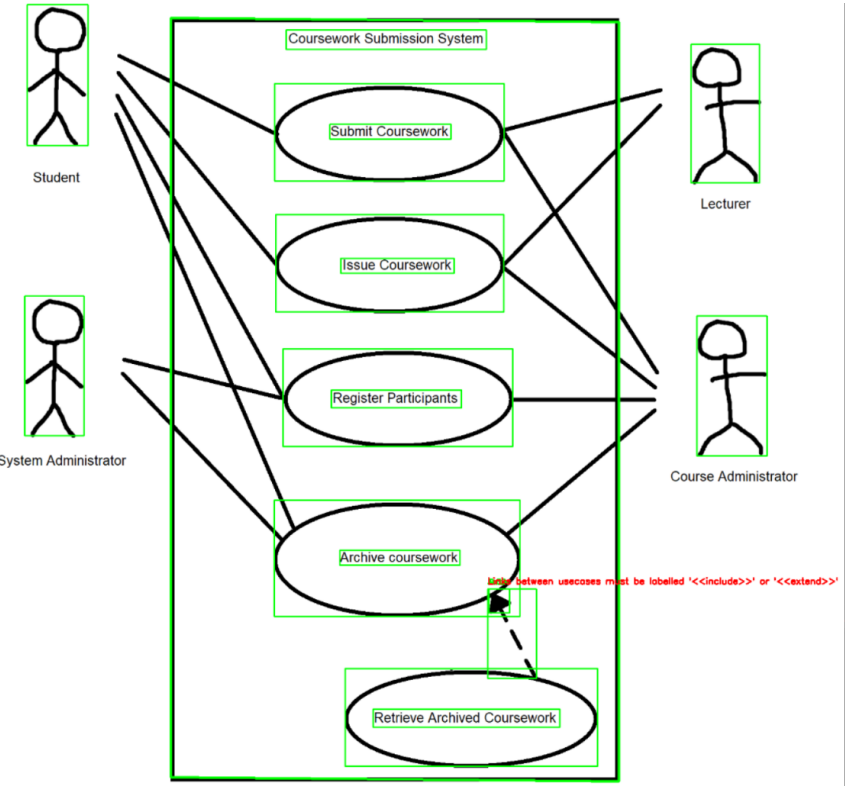 Coursework Submission System
Submit Coursework
Student
Lecturer
Issue Coursework
Register Participants
System Administrator
Course Administrator
Archive coursework
Links between usecases must be labelled '<<include>>' or '<<extend>>'
Retrieve Archived Coursework